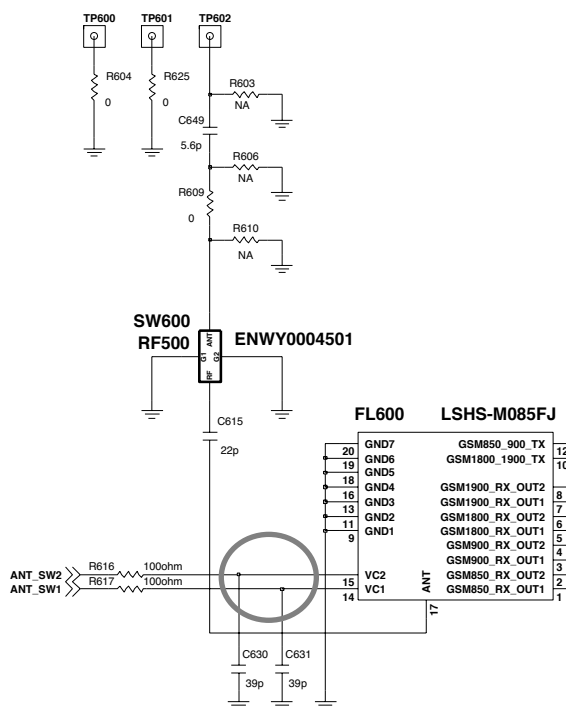 TP600 TP601 TP602
R604
0
R625
0
R603
NA
C649
5.6p
R606
NA
R609
0
R610
NA
SW600
RF500
ENWY0004501
ANT
G1 G2
RF
C615
22p
FL600 LSHS-M085FJ
20 GND7 GSM850_900_TX 12
19 GND6 GSM1800_1900_TX 10
18 GND5
16 GND4 GSM1900_RX_OUT2 8
13 GND3 GSM1900_RX_OUT1 7
11 GND2 GSM1800_RX_OUT2 6
9 GND1 GSM1800_RX_OUT1 5
GSM900_RX_OUT2 4
GSM900_RX_OUT1 3
15 VC2 GSM850_RX_OUT2 2
14 VC1 GSM850_RX_OUT1 1
ANT
17
ANT_SW2 R616 100ohm
ANT_SW1 R617 100ohm
C630
39p
C631
39p